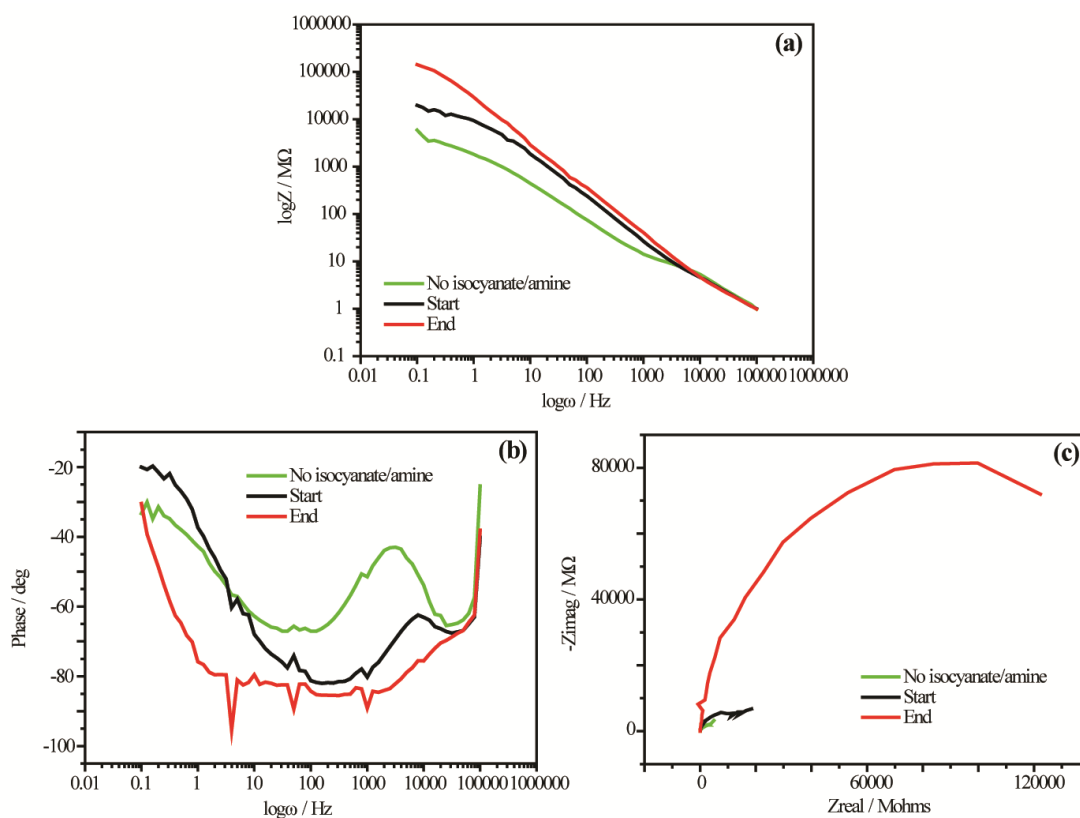 (a)
1000000
100000
10000
1000
100
10
1
0.1
logZ / MΩ
No isocyanate/amine
Start
End
0.01 0.1 1 10 100 1000 10000 100000 1000000
logω / Hz
(b)
-20
-40
-60
-80
-100
Phase / deg
No isocyanate/amine
Start
End
0.01 0.1 1 10 100 1000 10000 100000 1000000
logω / Hz
(c)
80000
40000
0
-Zimag / MΩ
No isocyanate/amine
Start
End
0 60000 120000
Zreal / Mohms